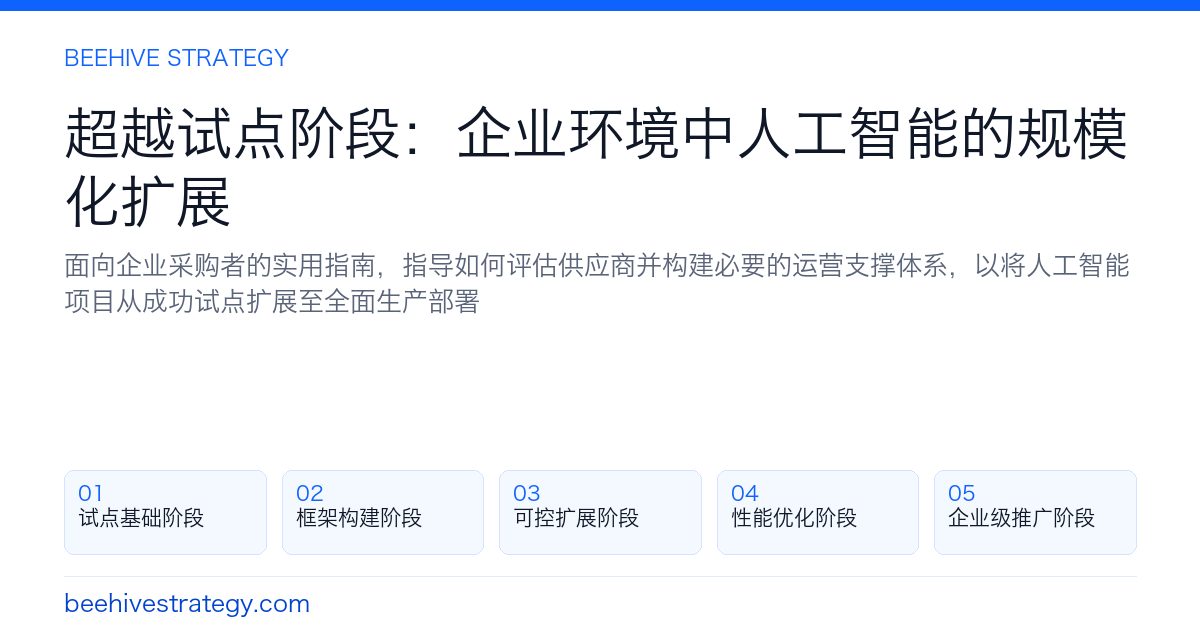 BEEHIVE STRATEGY
超越试点阶段：企业环境中人工智能的规模
化扩展
面向企业采购者的实用指南，指导如何评估供应商并构建必要的运营支撑体系，以将人工智能
项目从成功试点扩展至全面生产部署
01
试点基础阶段
02
框架构建阶段
03
可控扩展阶段
04
性能优化阶段
05
企业级推广阶段
beehivestrategy.com